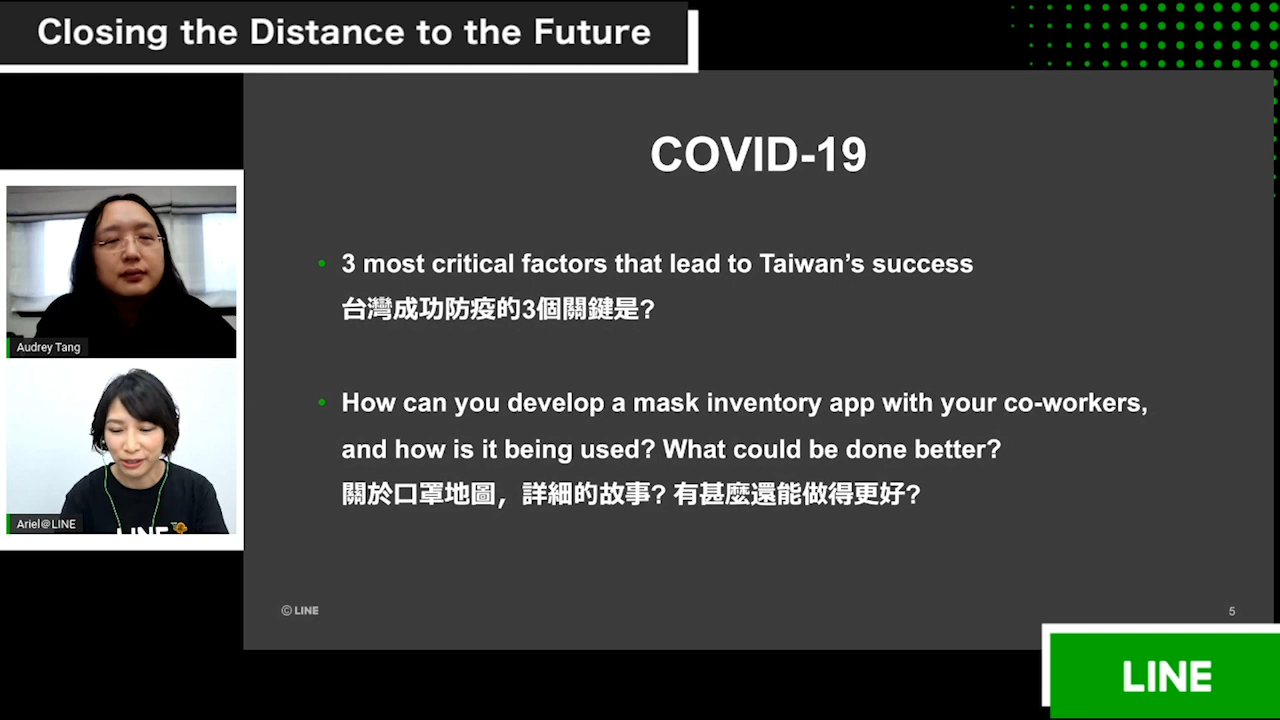 Closing the Distance to the Future
COVID-19
• 3 most critical factors that lead to Taiwan's success
台灣成功防疫的3個關鍵是?
• How can you develop a mask inventory app with your co-workers,
and how is it being used? What could be done better?
關於口罩地圖，詳細的故事? 有甚麼還能做得更好?
Audrey Tang
LINE
Ariel@LINE
© LINE
5
LINE